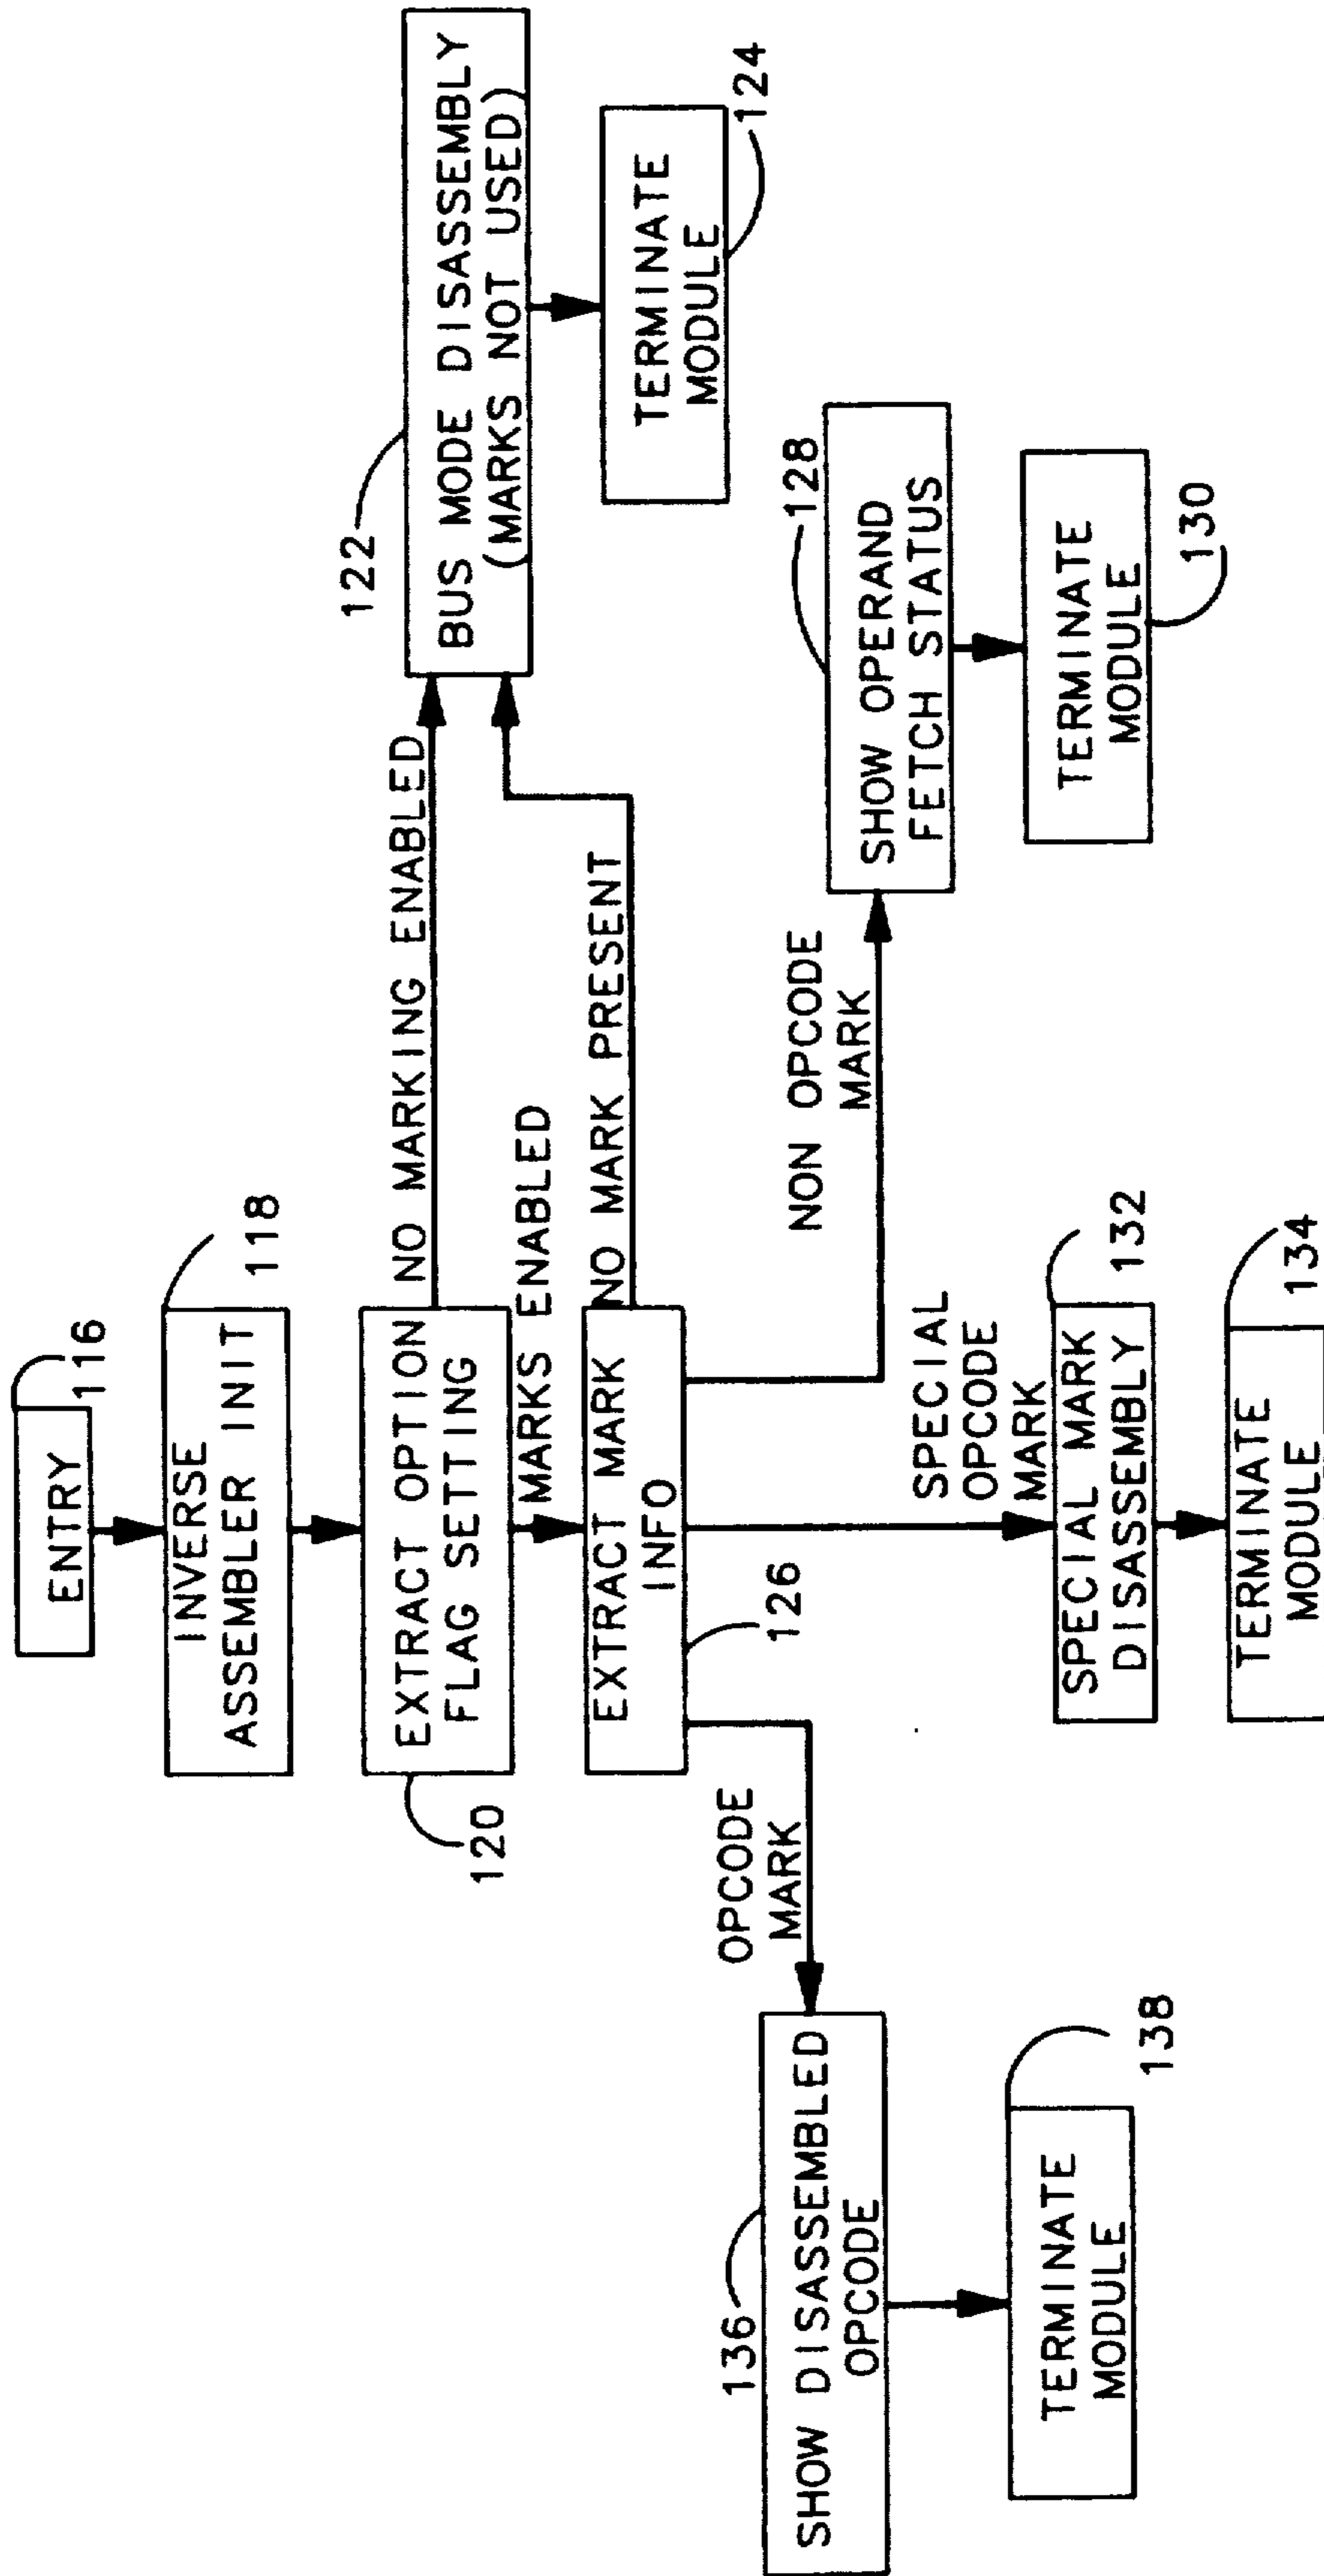 ENTRY
116
INVERSE
ASSEMBLER INIT
118
EXTRACT OPTION
FLAG SETTING
120
NO MARKING ENABLED
122
BUS MODE DISASSEMBLY
(MARKS NOT USED)
TERMINATE
MODULE
124
MARKS ENABLED
EXTRACT MARK
INFO
126
NO MARK PRESENT
NON OPCODE
MARK
128
SHOW OPERAND
FETCH STATUS
TERMINATE
MODULE
130
SPECIAL
OPCODE
MARK
SPECIAL MARK
DISASSEMBLY
132
TERMINATE
MODULE
134
OPCODE
MARK
136
SHOW DISASSEMBLED
OPCODE
TERMINATE
MODULE
138